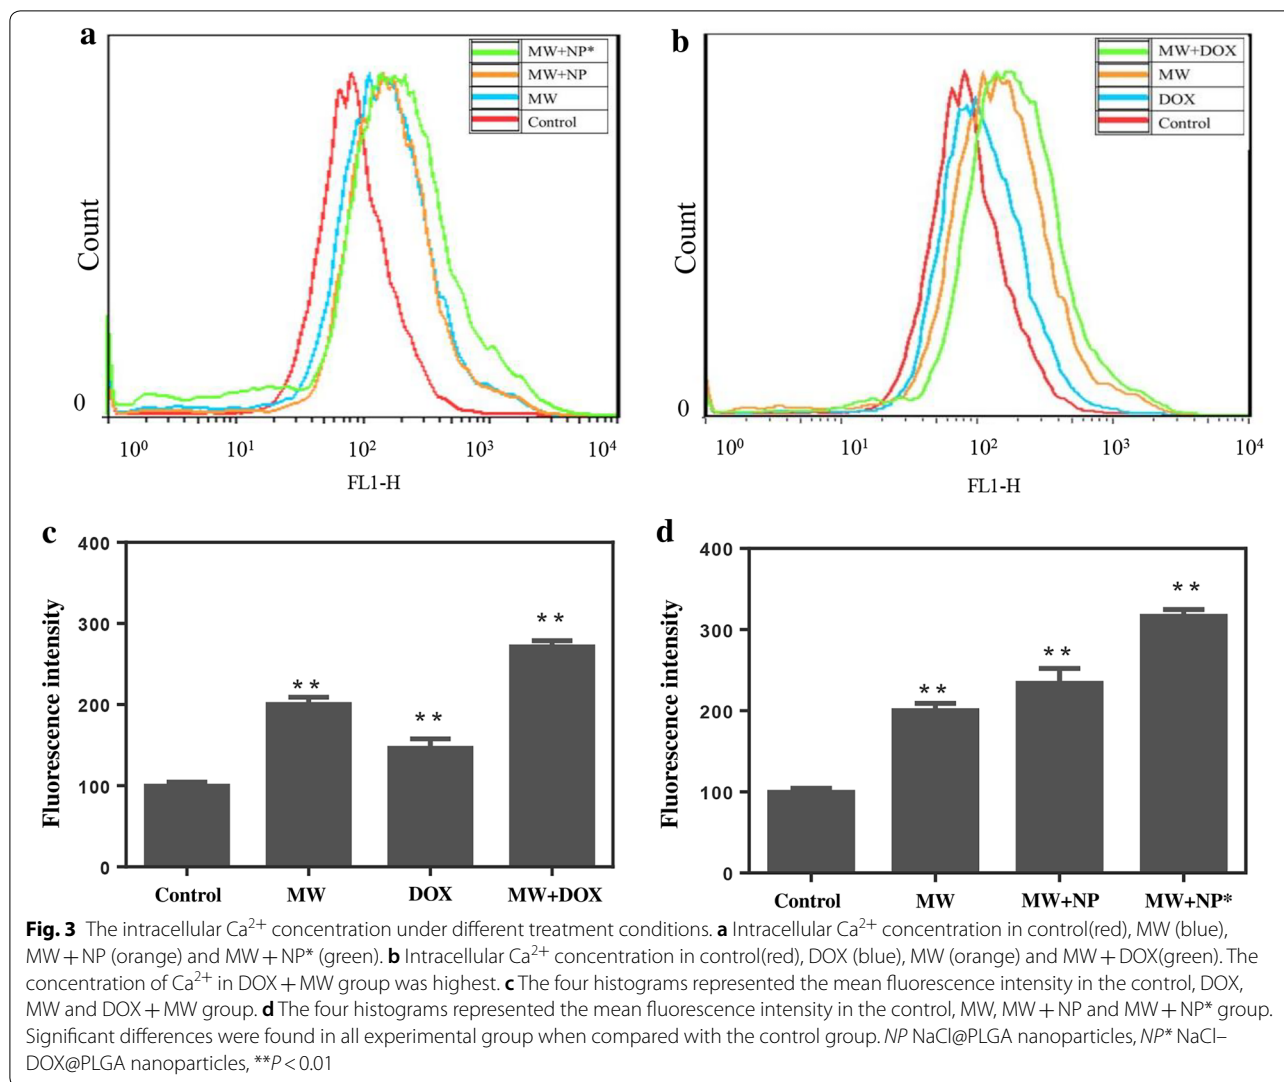 a
MW+NP*
MW+NP
MW
Control
Count
0
10⁰ 10¹ 10² 10³ 10⁴
FL1-H
b
MW+DOX
MW
DOX
Control
Count
0
10⁰ 10¹ 10² 10³ 10⁴
FL1-H
c
Fluorescence intensity
400
300
200
100
0
**
**
**
Control MW DOX MW+DOX
d
Fluorescence intensity
400
300
200
100
0
**
**
**
Control MW MW+NP MW+NP*
Fig. 3 The intracellular Ca²⁺ concentration under different treatment conditions. a Intracellular Ca²⁺ concentration in control(red), MW (blue),
MW + NP (orange) and MW + NP* (green). b Intracellular Ca²⁺ concentration in control(red), DOX (blue), MW (orange) and MW + DOX(green). The
concentration of Ca²⁺ in DOX + MW group was highest. c The four histograms represented the mean fluorescence intensity in the control, DOX,
MW and DOX + MW group. d The four histograms represented the mean fluorescence intensity in the control, MW, MW + NP and MW + NP* group.
Significant differences were found in all experimental group when compared with the control group. NP NaCl@PLGA nanoparticles, NP* NaCl–
DOX@PLGA nanoparticles, **P < 0.01